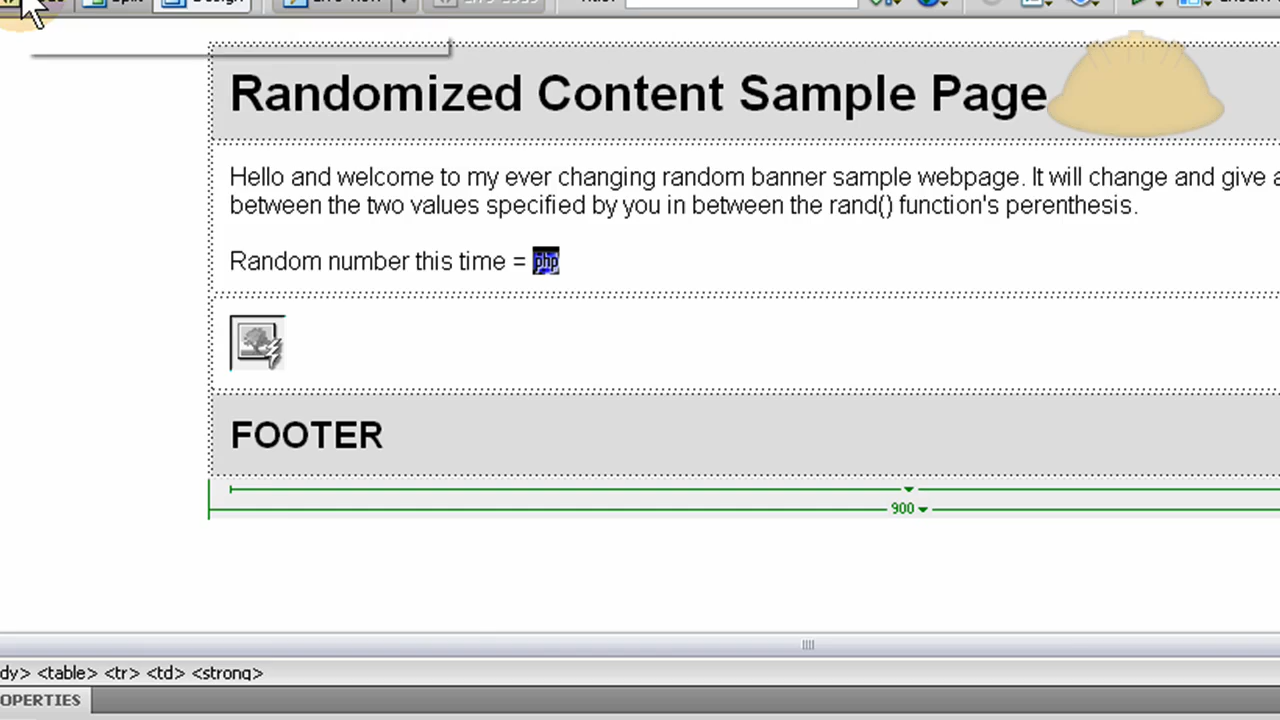 Randomized Content Sample Page
Hello and welcome to my ever changing random banner sample webpage. It will change and give a
between the two values specified by you in between the rand() function's perenthesis.
Random number this time = php
FOOTER
900
dy> <table> <tr> <td> <strong>
OPERTIES